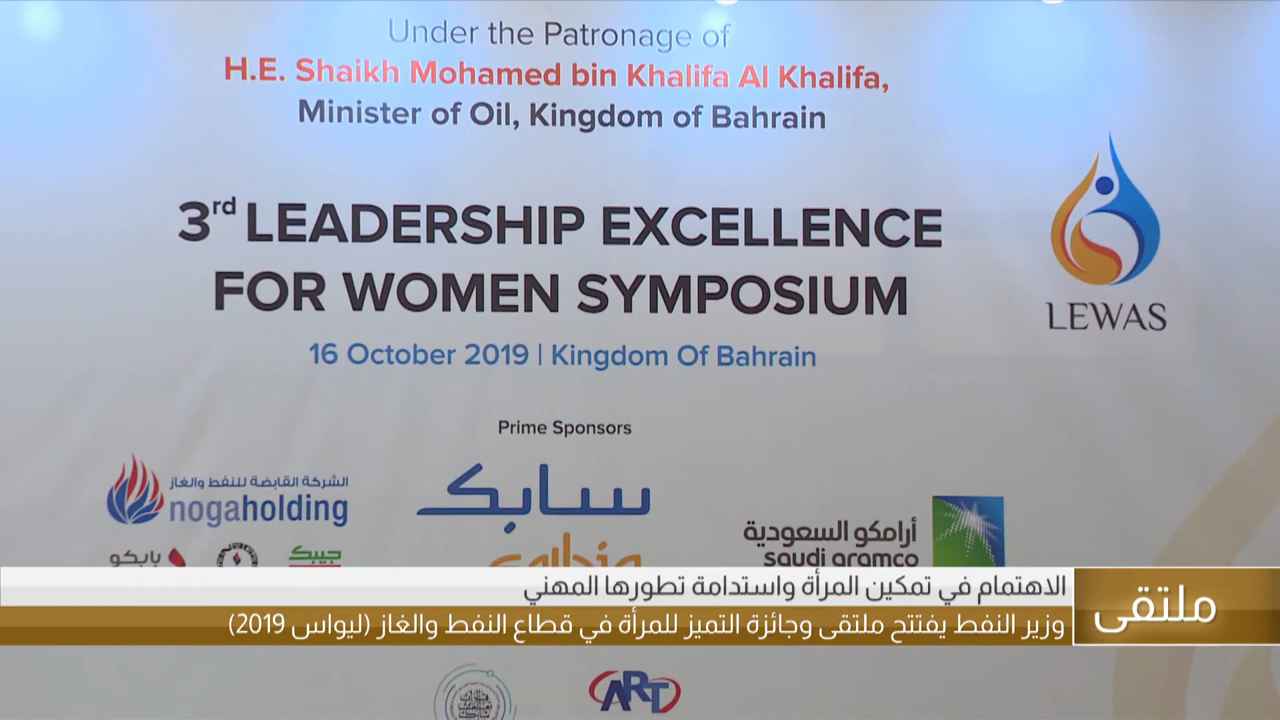 Under the Patronage of
H.E. Shaikh Mohamed bin Khalifa Al Khalifa,
Minister of Oil, Kingdom of Bahrain
3rd LEADERSHIP EXCELLENCE
FOR WOMEN SYMPOSIUM
LEWAS
16 October 2019 | Kingdom Of Bahrain
Prime Sponsors
الشركة القابضة للنفط والغاز
nogaholding
سابك
sabic
أرامكو السعودية
saudi aramco
بابكو
جيبك
ملتقى
الاهتمام في تمكين المرأة واستدامة تطورها المهني
وزير النفط يفتتح ملتقى وجائزة التميز للمرأة في قطاع النفط والغاز (ليواس 2019)
ART